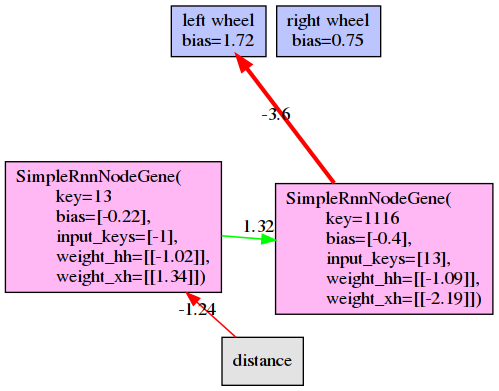 left wheel
bias=1.72
right wheel
bias=0.75
-3.6
SimpleRnnNodeGene(
key=13
bias=[-0.22],
input_keys=[-1],
weight_hh=[[-1.02]],
weight_xh=[[1.34]])
1.32
SimpleRnnNodeGene(
key=1116
bias=[-0.4],
input_keys=[13],
weight_hh=[[-1.09]],
weight_xh=[[-2.19]])
-1.24
distance